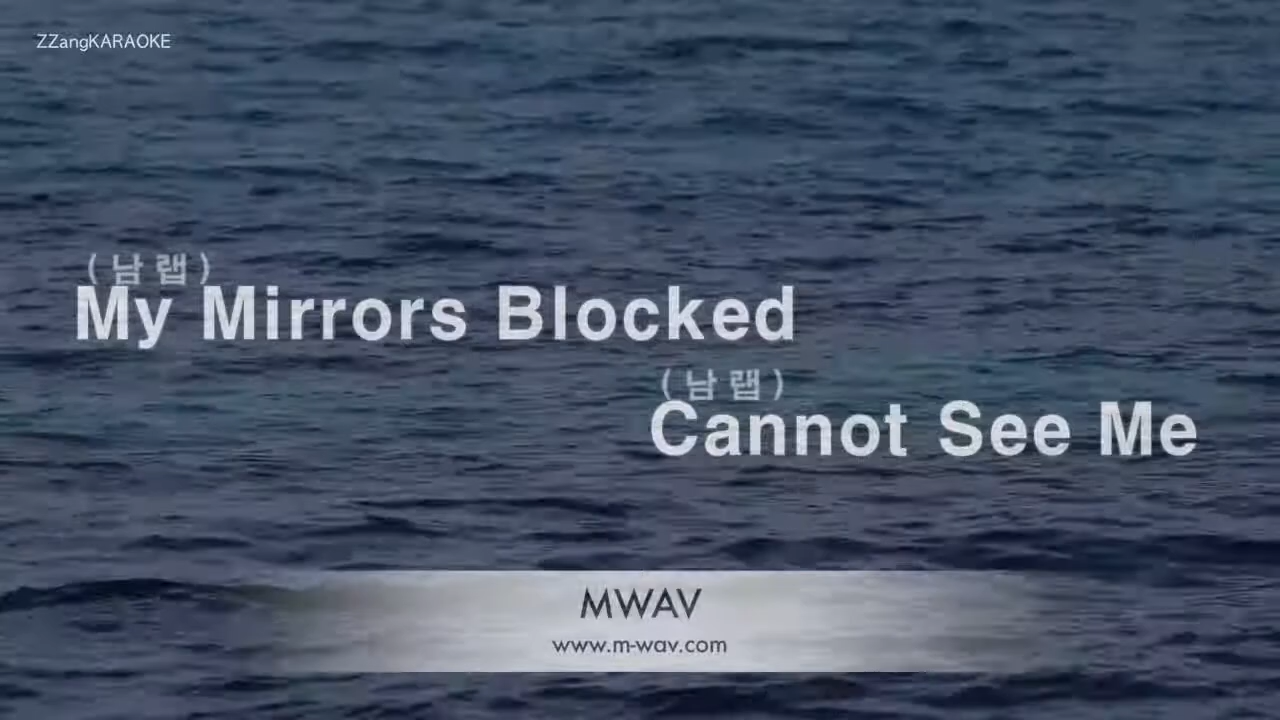 ZZangKARAOKE
( 남 랩 )
My Mirrors Blocked
( 남 랩 )
Cannot See Me
MWAV
www.m-wav.com